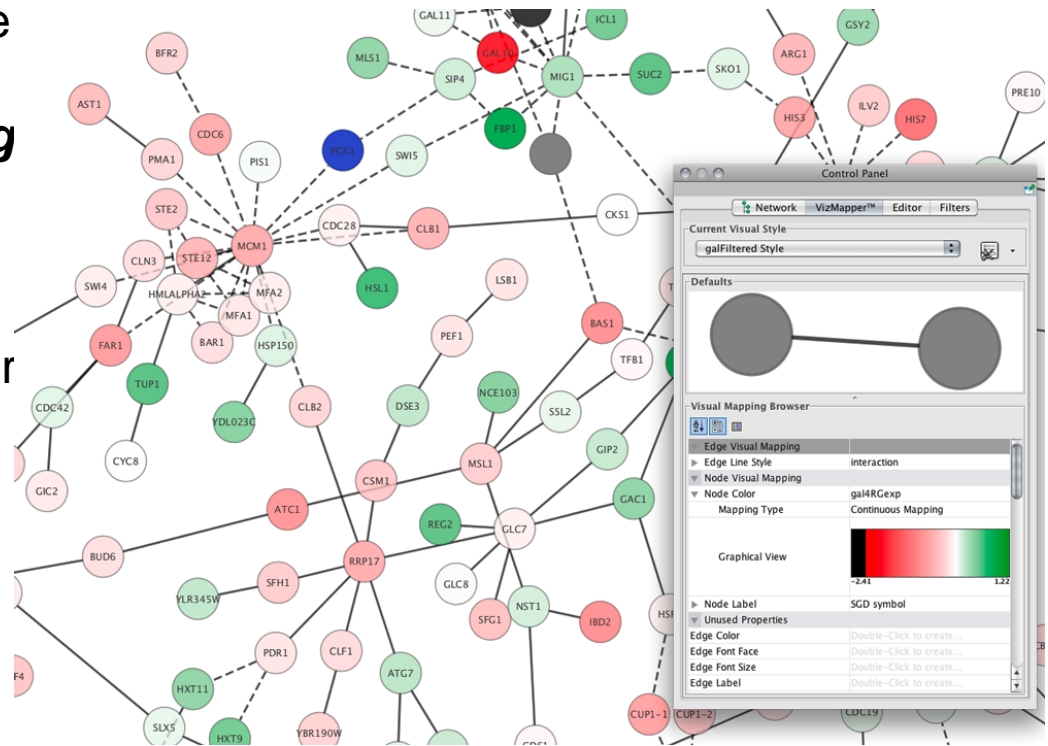 e
g
r
GAL11
ICL1
GSY2
BFR2
MLS1
GAL10
ARG1
SIP4
MIG1
SUC2
SKO1
PRE10
AST1
ILV2
FBP1
HIS3
HIS7
CDC6
PCK1
SWI5
PMA1
PIS1
STE2
CDC28
CLB1
CKS1
MCM1
CLN3
STE12
SWI4
HMLALPHA2
MFA2
HSL1
LSB1
MFA1
BAS1
FAR1
BAR1
HSP150
PEF1
TFB1
TUP1
NCE103
CDC42
YDL023C
CLB2
DSE3
SSL2
GIP2
CYC8
MSL1
GIC2
CSM1
GAC1
ATC1
REG2
GLC7
BUD6
RRP17
SFH1
GLC8
YLR345W
SFG1
NST1
IBD2
HSP
PDR1
CLF1
ATG7
F4
HXT11
SLX5
HXT9
YBR190W
CUP1-1
CUP1-2
CDC19
Control Panel
Network VizMapper™ Editor Filters
Current Visual Style
galFiltered Style
Defaults
Visual Mapping Browser
Edge Visual Mapping
Edge Line Style interaction
Node Visual Mapping
Node Color gal4RGexp
Mapping Type Continuous Mapping
Graphical View
-2.41 1.22
Node Label SGD symbol
Unused Properties
Edge Color Double-Click to create...
Edge Font Face Double-Click to create...
Edge Font Size Double-Click to create...
Edge Label Double-Click to create...